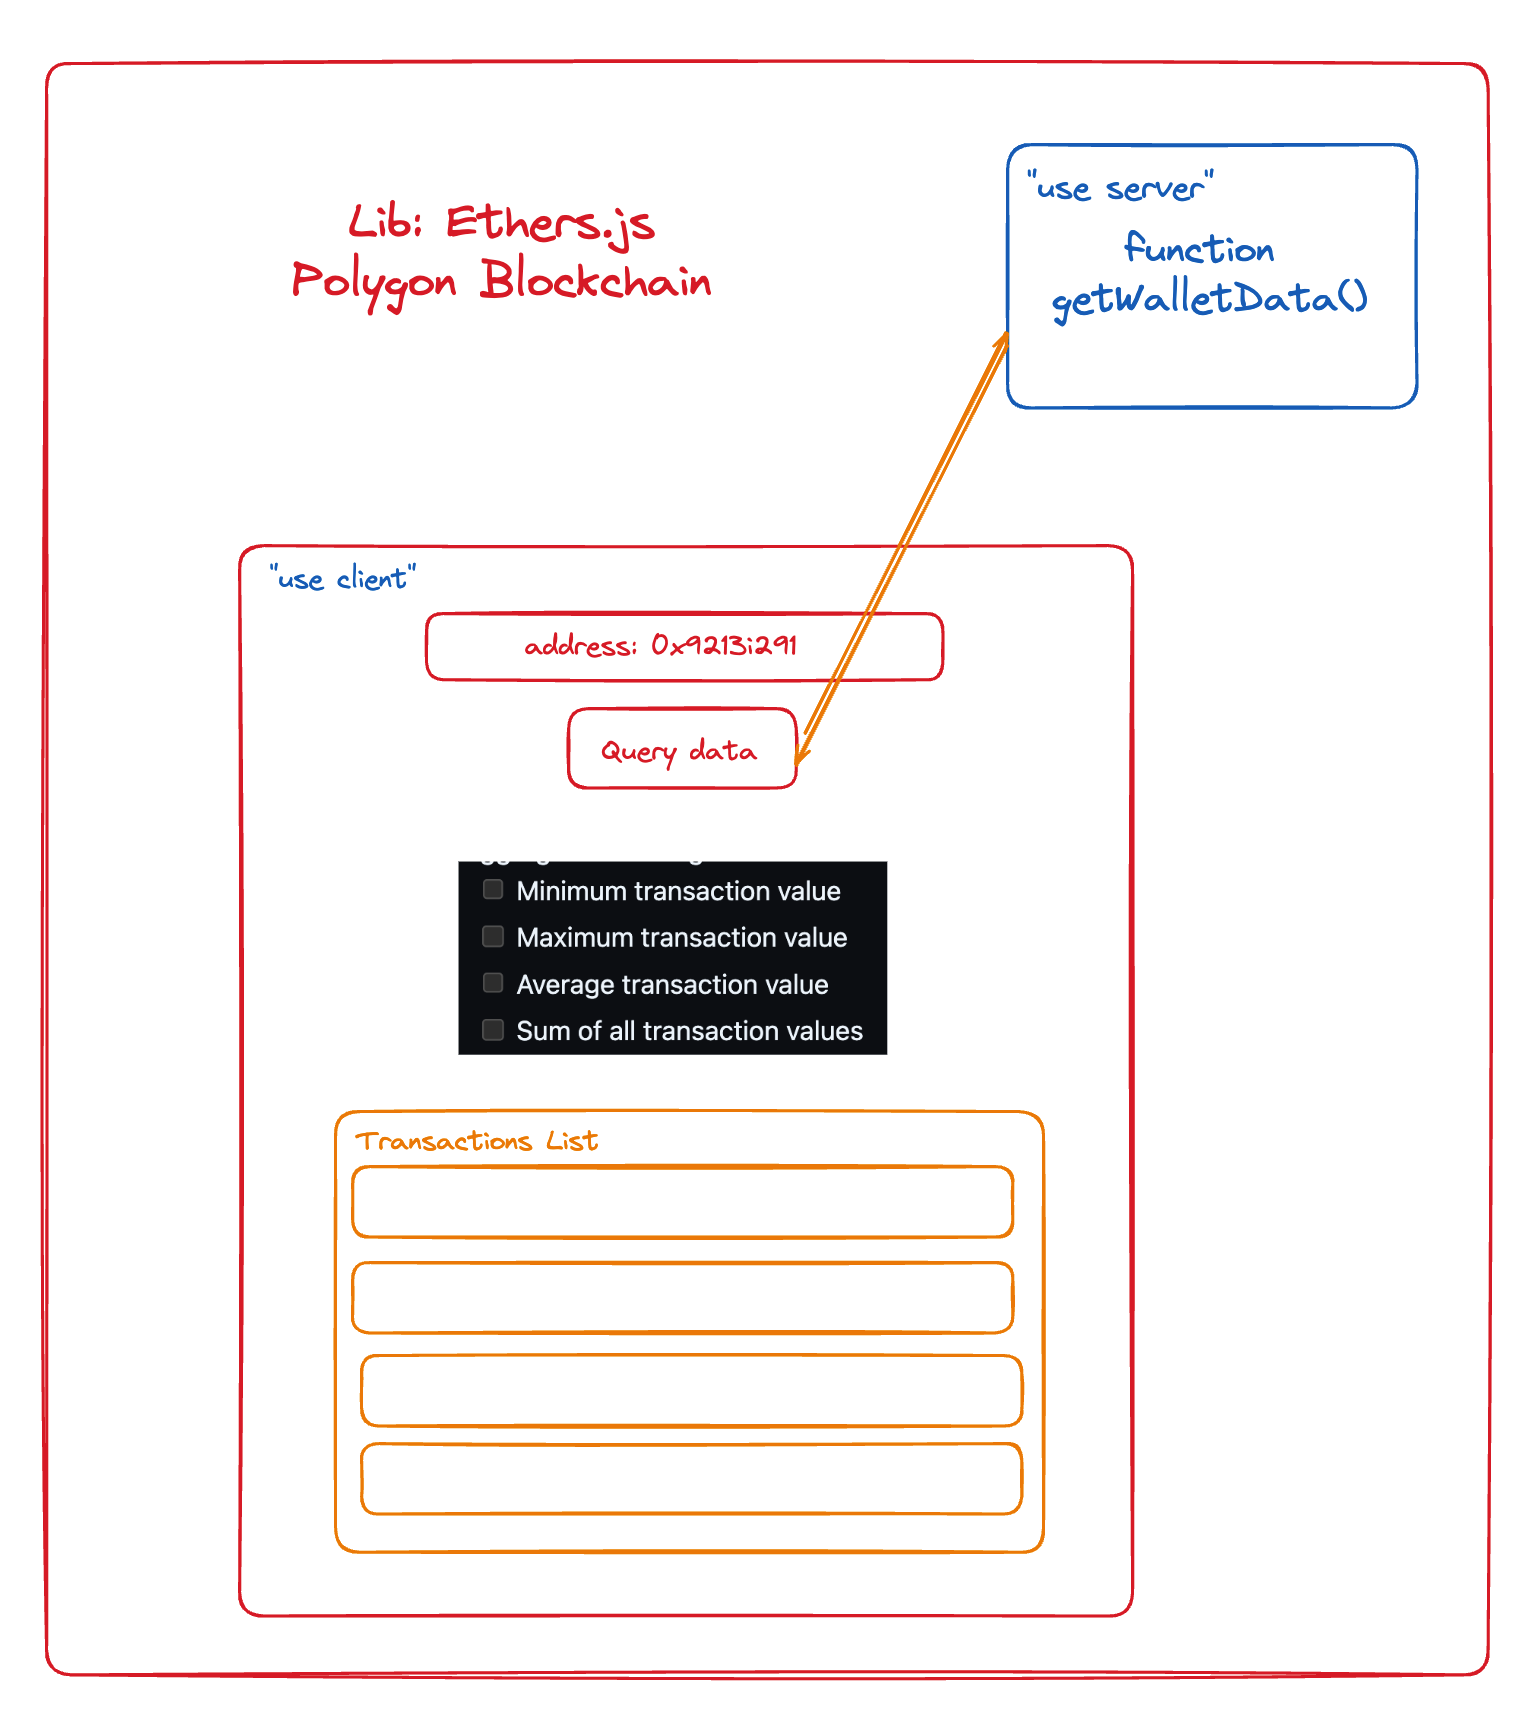 Lib: Ethers.js
Polygon Blockchain
"use server"
function
getWalletData()
"use client"
address: 0x9213i291
Query data
Minimum transaction value
Maximum transaction value
Average transaction value
Sum of all transaction values
Transactions List